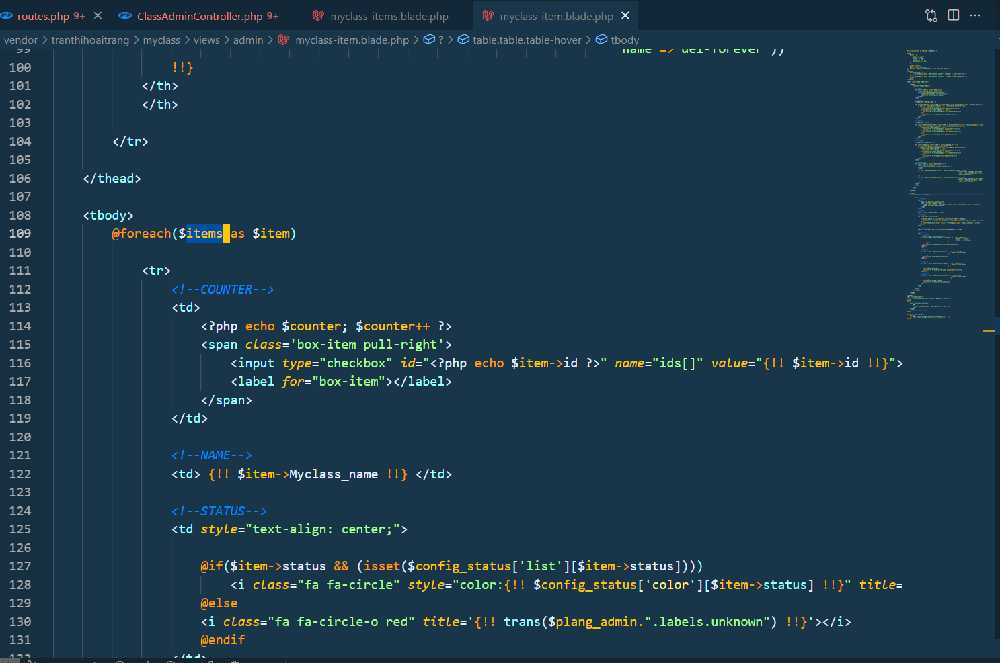 routes.php 9+ ClassAdminController.php 9+ myclass-items.blade.php myclass-item.blade.php
vendor > tranthihoaitrang > myclass > views > admin > myclass-item.blade.php > ? > table.table.table-hover > tbody
99 'name' => 'del-forever'))
100 !!}
101 </th>
102 </th>
103
104 </tr>
105
106 </thead>
107
108 <tbody>
109 @foreach($items as $item)
110
111 <tr>
112 <!--COUNTER-->
113 <td>
114 <?php echo $counter; $counter++ ?>
115 <span class='box-item pull-right'>
116 <input type="checkbox" id="<?php echo $item->id ?>" name="ids[]" value="{!! $item->id !!}">
117 <label for="box-item"></label>
118 </span>
119 </td>
120
121 <!--NAME-->
122 <td> {!! $item->Myclass_name !!} </td>
123
124 <!--STATUS-->
125 <td style="text-align: center;">
126
127 @if($item->status && (isset($config_status['list'][$item->status])))
128 <i class="fa fa-circle" style="color:{!! $config_status['color'][$item->status] !!}" title=
129 @else
130 <i class="fa fa-circle-o red" title='{!! trans($plang_admin.".labels.unknown") !!}'></i>
131 @endif
132 </td>